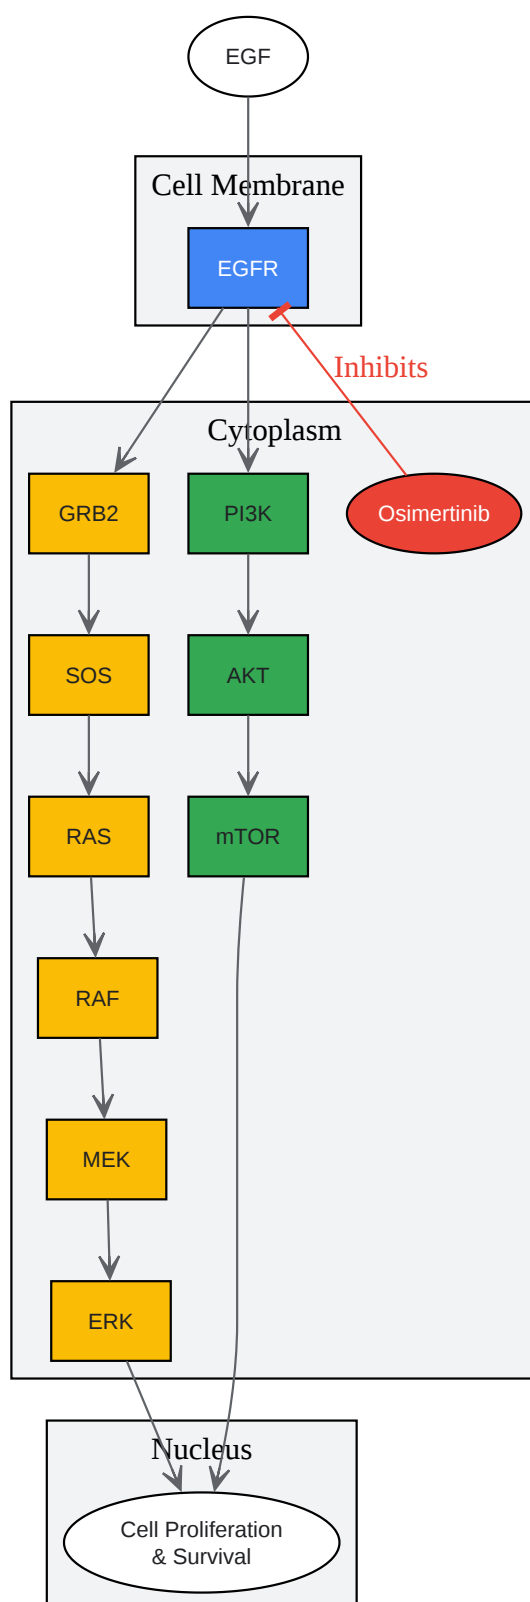 EGF
Cell Membrane
EGFR
Inhibits
Cytoplasm
GRB2
PI3K
Osimertinib
SOS
AKT
RAS
mTOR
RAF
MEK
ERK
Nucleus
Cell Proliferation
& Survival